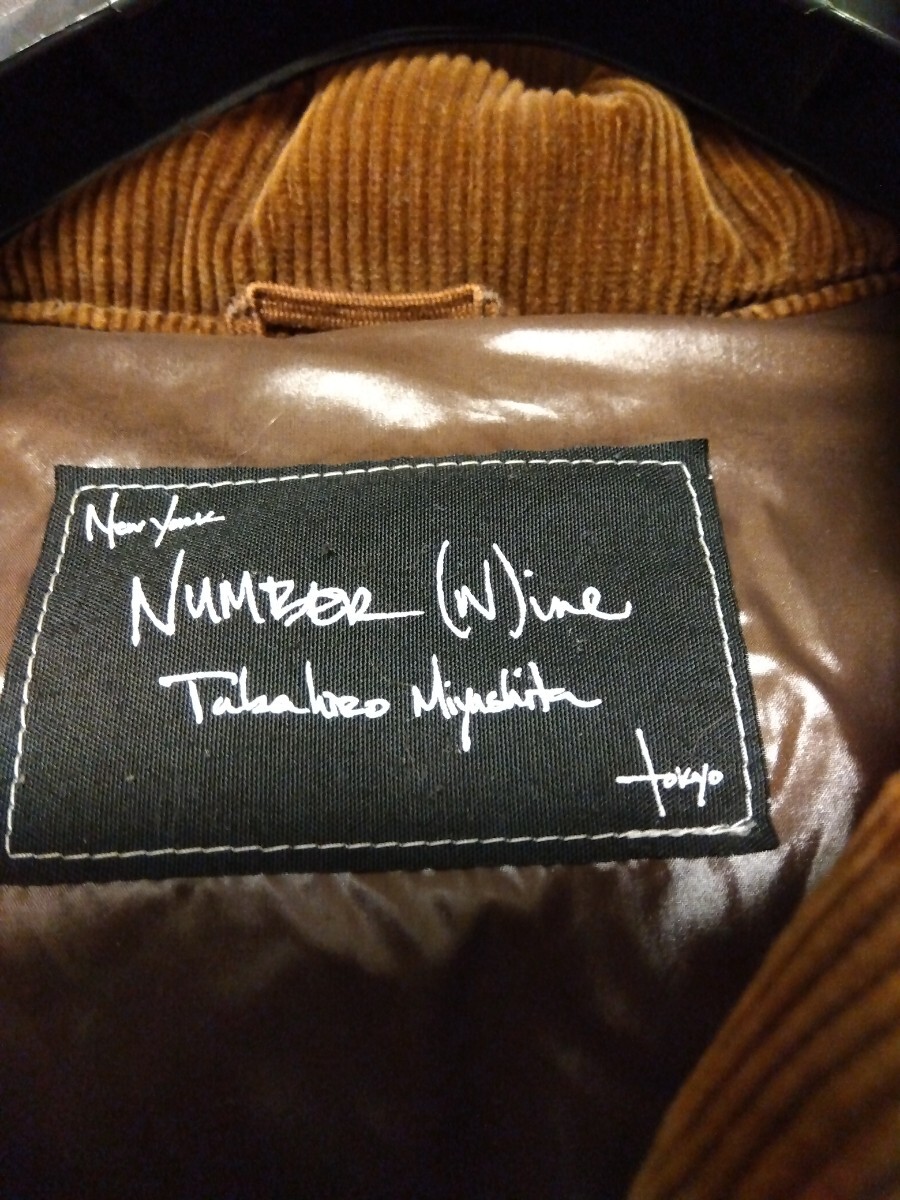 New York
NUMBER (N)ine
Takahiro Miyashita
tokyo